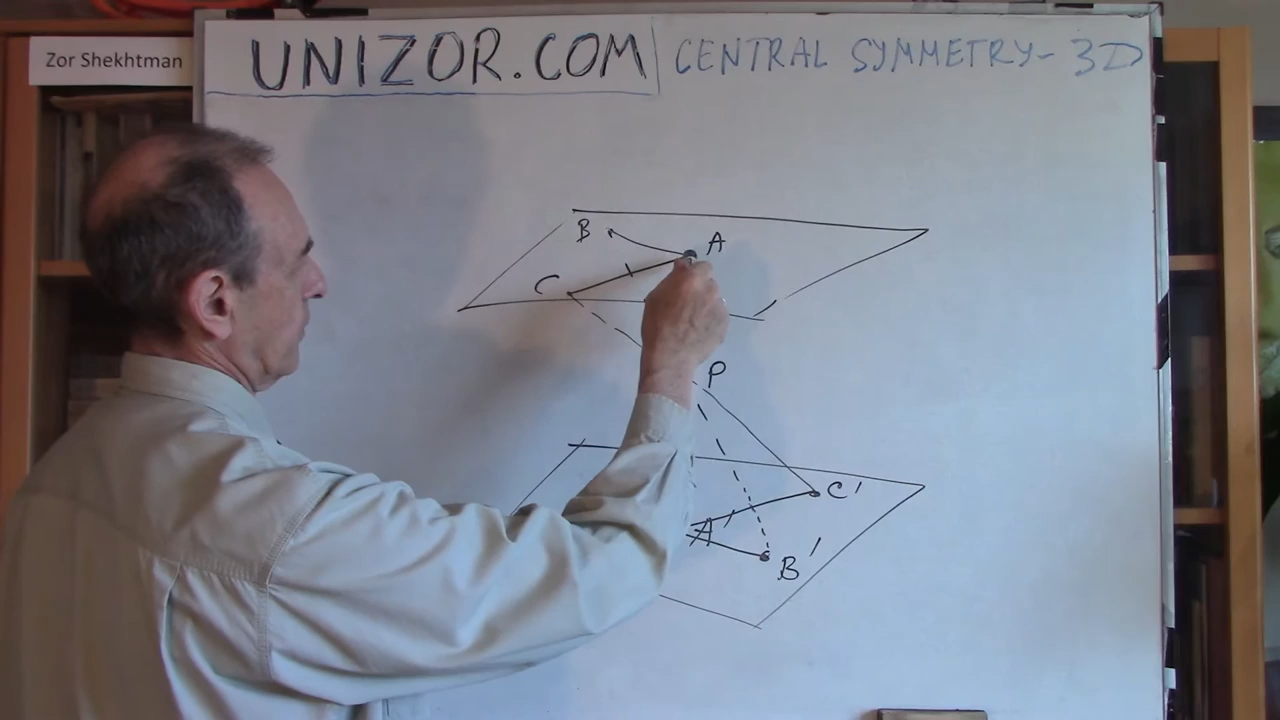 Zor Shekhtman
UNIZOR.COM
CENTRAL SYMMETRY- 3D
B
A
C
P
C'
A'
B'